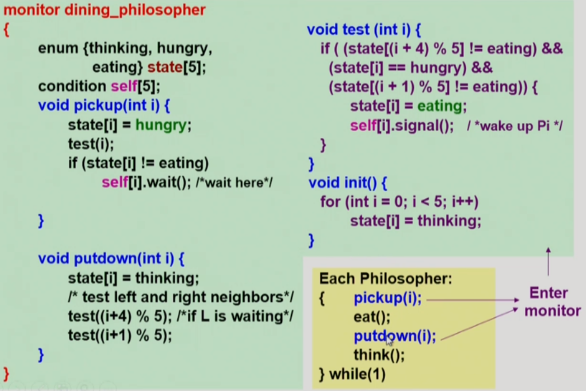 monitor dining_philosopher
{
enum {thinking, hungry,
eating} state[5];
condition self[5];
void pickup(int i) {
state[i] = hungry;
test(i);
if (state[i] != eating)
self[i].wait(); /*wait here*/
}
void putdown(int i) {
state[i] = thinking;
/* test left and right neighbors*/
test((i+4) % 5); /*if L is waiting*/
test((i+1) % 5);
}
}
void test (int i) {
if ( (state[(i + 4) % 5] != eating) &&
(state[i] == hungry) &&
(state[(i + 1) % 5] != eating)) {
state[i] = eating;
self[i].signal(); /*wake up Pi */
}
}
void init() {
for (int i = 0; i < 5; i++)
state[i] = thinking;
}
Each Philosopher:
{ pickup(i);
eat();
putdown(i);
think();
} while(1)
Enter
monitor